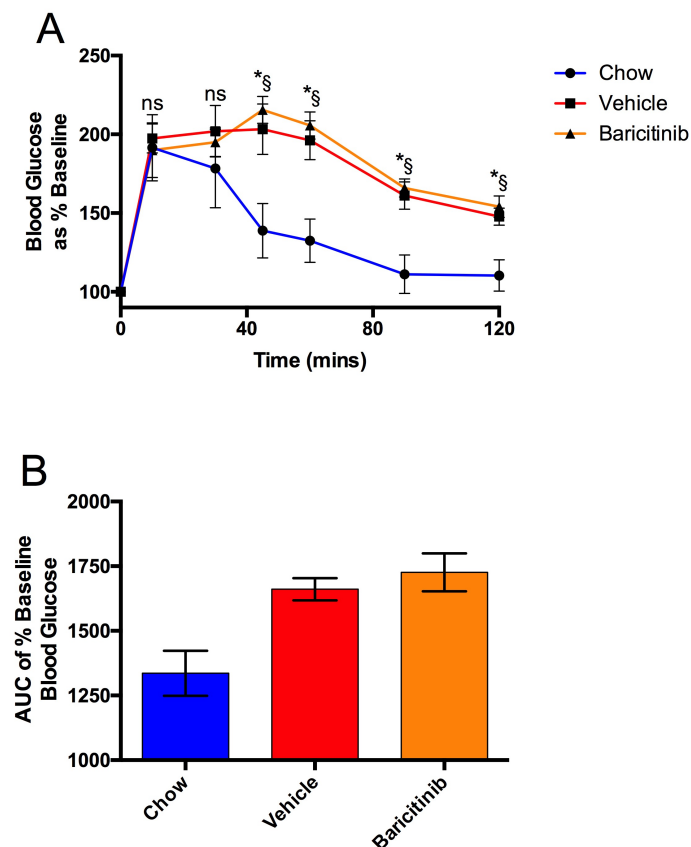 A
250
200
150
100
Blood Glucose
as % Baseline
ns
ns
*§
*§
*§
*§
0
40
80
120
Time (mins)
Chow
Vehicle
Baricitinib
B
2000
1750
1500
1250
1000
AUC of % Baseline
Blood Glucose
Chow
Vehicle
Baricitinib